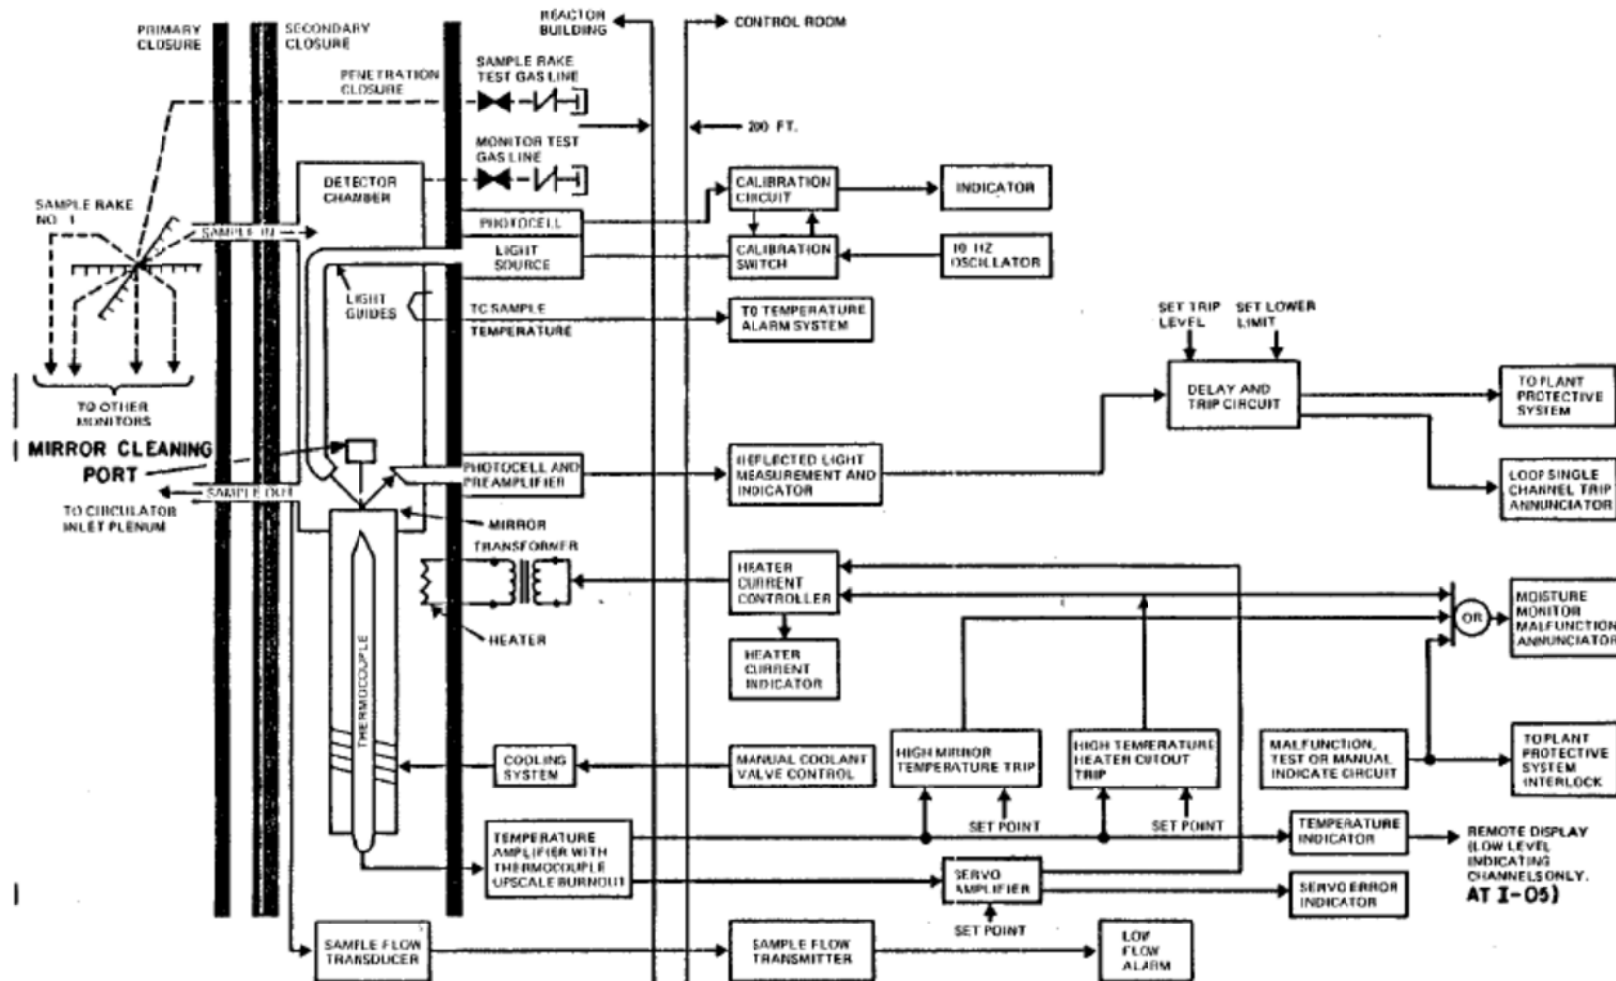 REACTOR
BUILDING
CONTROL ROOM
PRIMARY
CLOSURE
SECONDARY
CLOSURE
PENETRATION
CLOSURE
SAMPLE RAKE
TEST GAS LINE
200 FT.
MONITOR TEST
GAS LINE
DETECTOR
CHAMBER
CALIBRATION
CIRCUIT
INDICATOR
SAMPLE RAKE
NO. 1
SAMPLE IN
PHOTOCELL
LIGHT
SOURCE
CALIBRATION
SWITCH
10 HZ
OSCILLATOR
LIGHT
GUIDES
TC SAMPLE
TEMPERATURE
TO TEMPERATURE
ALARM SYSTEM
SET TRIP
LEVEL
SET LOWER
LIMIT
DELAY AND
TRIP CIRCUIT
TO PLANT
PROTECTIVE
SYSTEM
TO OTHER
MONITORS
MIRROR CLEANING
PORT
PHOTOCELL AND
PREAMPLIFIER
REFLECTED LIGHT
MEASUREMENT AND
INDICATOR
LOOP SINGLE
CHANNEL TRIP
ANNUNCIATOR
SAMPLE OUT
TO CIRCULATOR
INLET PLENUM
MIRROR
TRANSFORMER
HEATER
HEATER
CURRENT
CONTROLLER
HEATER
CURRENT
INDICATOR
OR
MOISTURE
MONITOR
MALFUNCTION
ANNUNCIATOR
THERMOCOUPLE
COOLING
SYSTEM
MANUAL COOLANT
VALVE CONTROL
HIGH MIRROR
TEMPERATURE TRIP
HIGH TEMPERATURE
HEATER CUTOUT
TRIP
MALFUNCTION,
TEST OR MANUAL
INDICATE CIRCUIT
TO PLANT
PROTECTIVE
SYSTEM
INTERLOCK
SET POINT
SET POINT
TEMPERATURE
AMPLIFIER WITH
THERMOCOUPLE
UPSCALE BURNOUT
TEMPERATURE
INDICATOR
REMOTE DISPLAY
(LOW LEVEL
INDICATING
CHANNELS ONLY.
AT I-05)
SERVO
AMPLIFIER
SERVO ERROR
INDICATOR
SET POINT
SAMPLE FLOW
TRANSDUCER
SAMPLE FLOW
TRANSMITTER
LOW
FLOW
ALARM